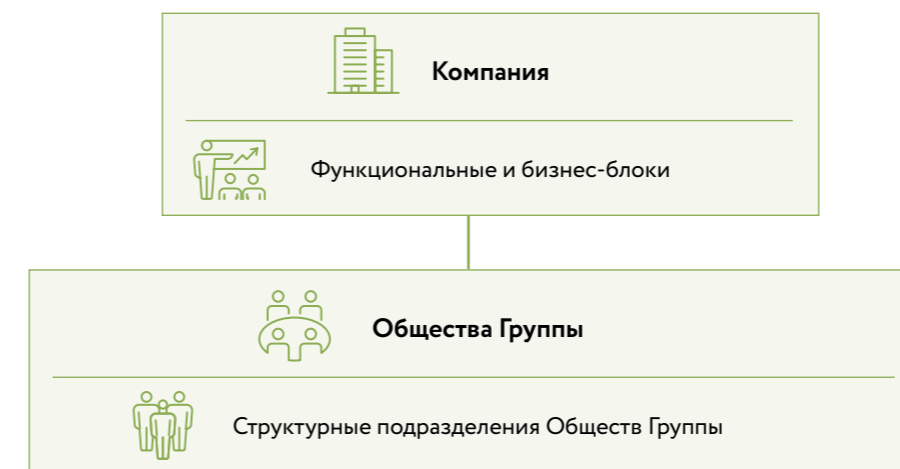 Компания
Функциональные и бизнес-блоки
Общества Группы
Структурные подразделения Обществ Группы